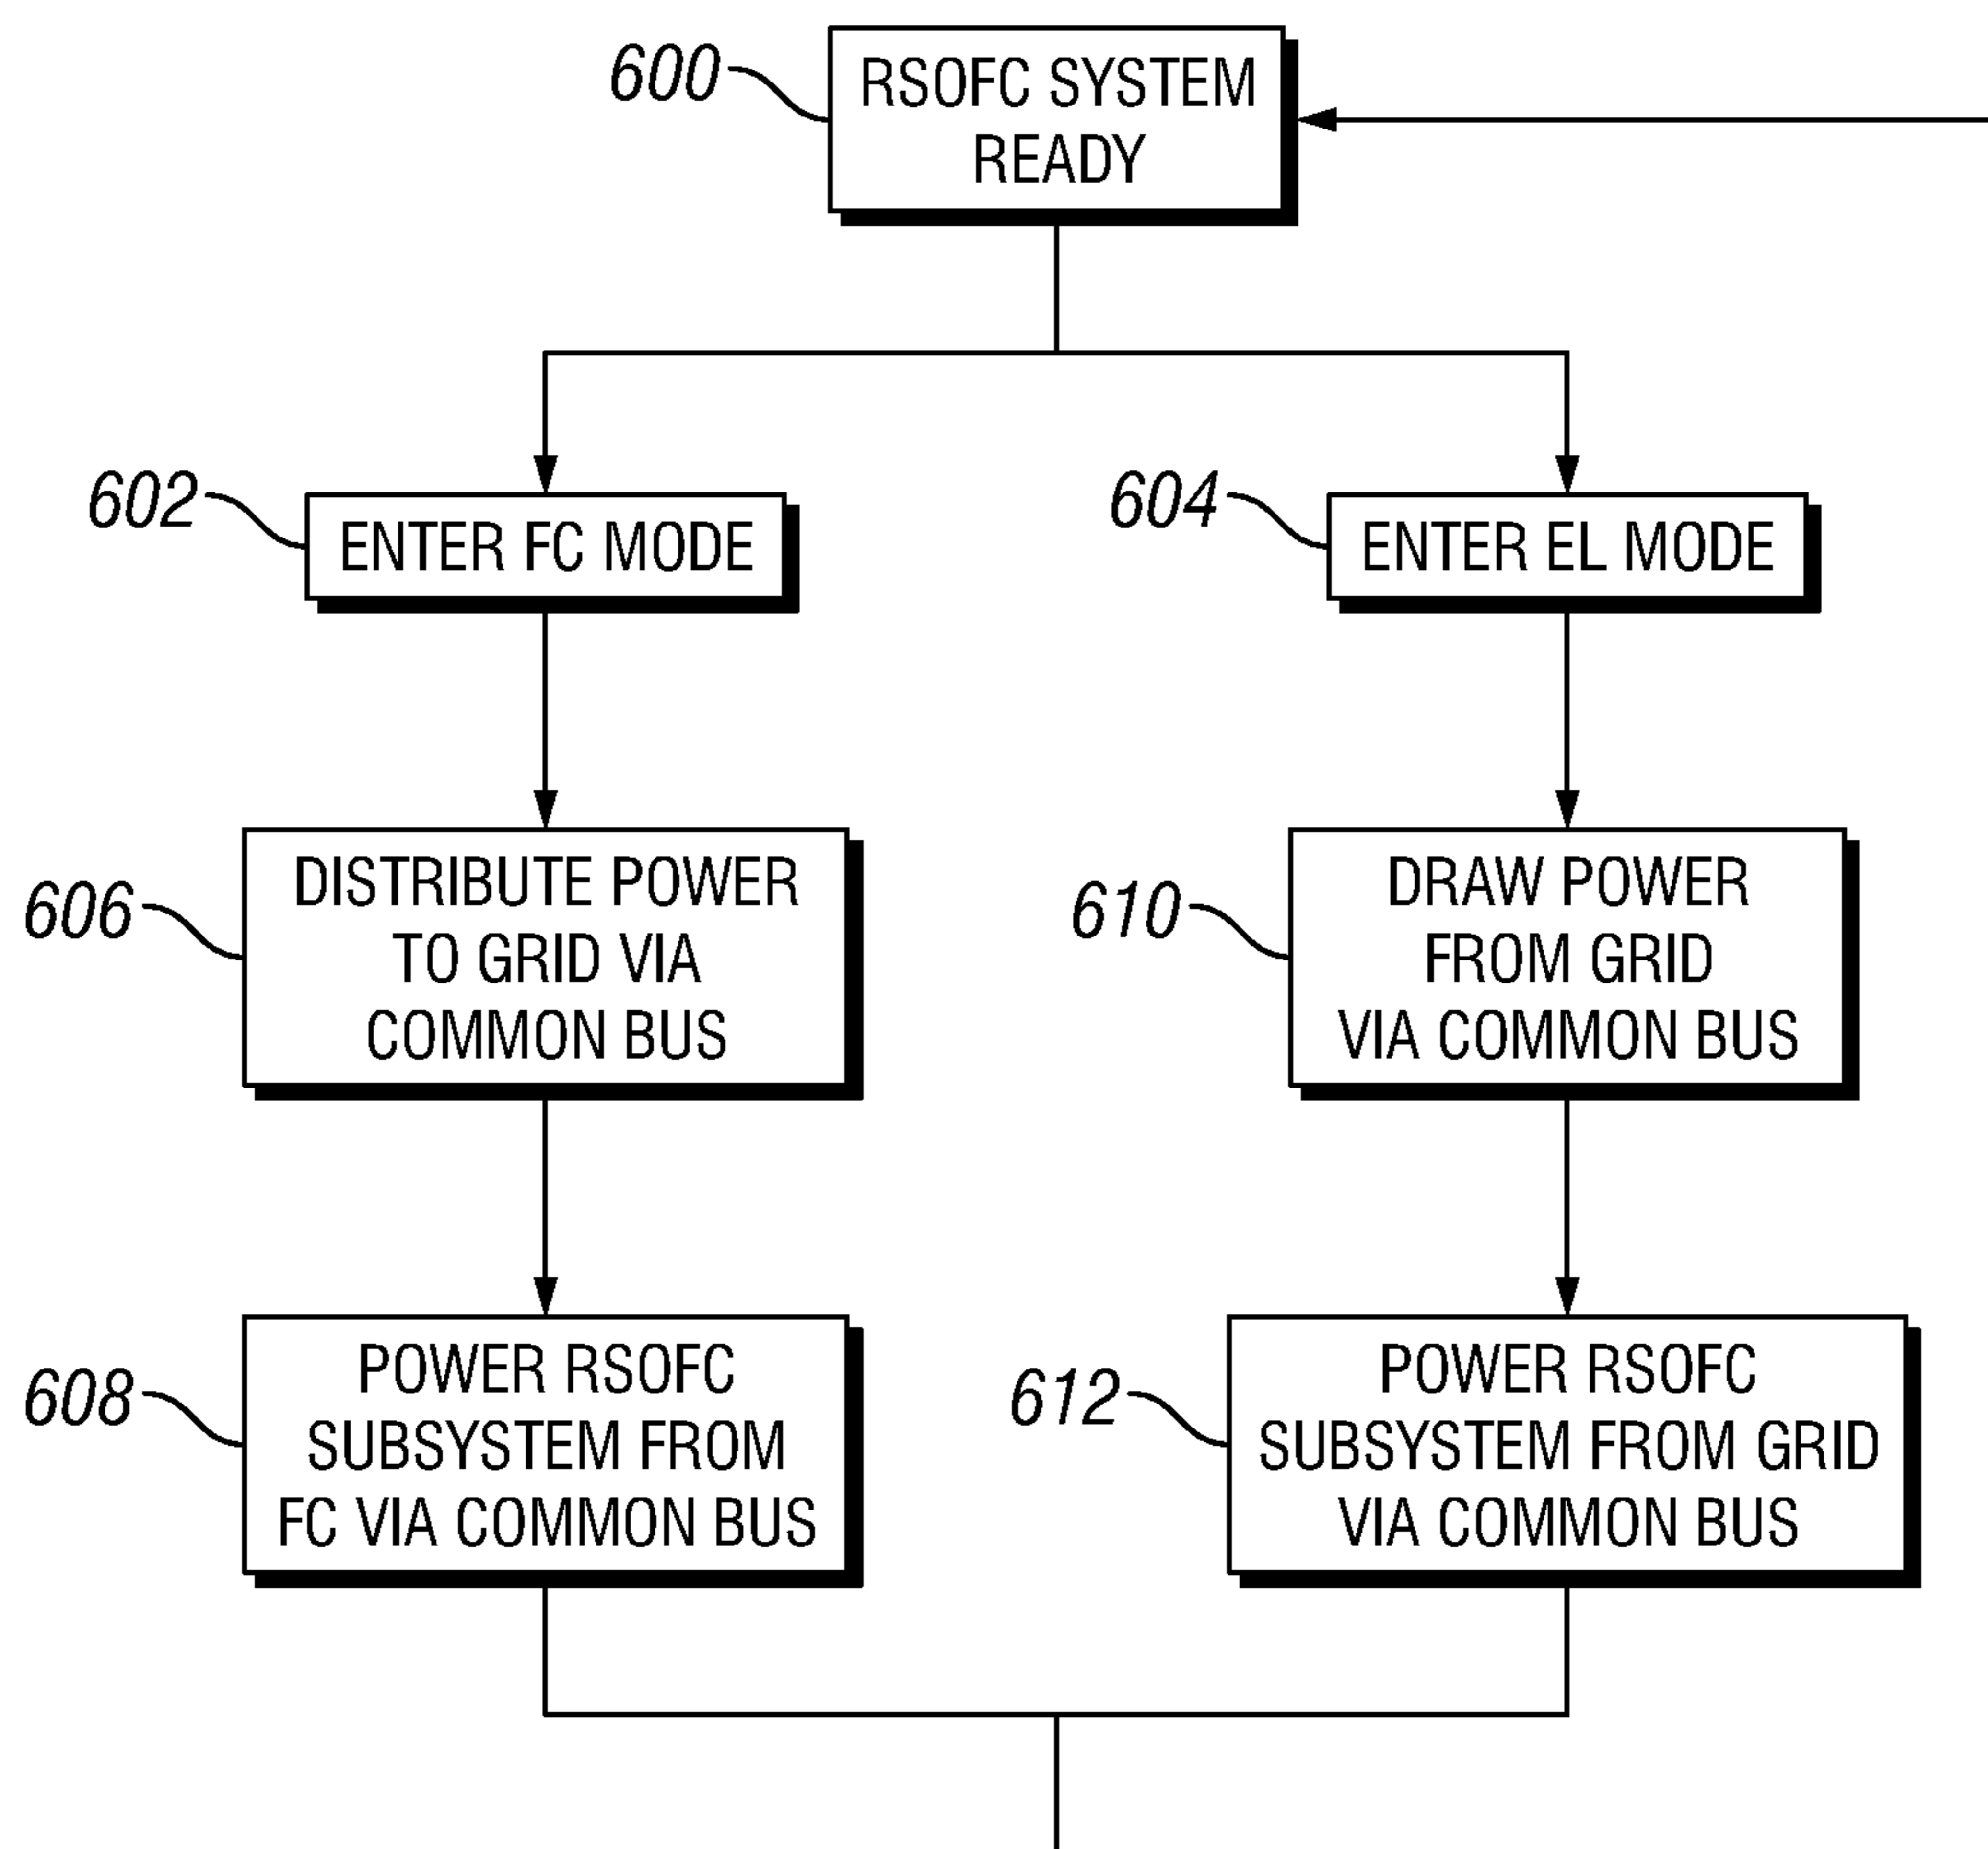 600
RSOFC SYSTEM
READY
602
ENTER FC MODE
604
ENTER EL MODE
606
DISTRIBUTE POWER
TO GRID VIA
COMMON BUS
610
DRAW POWER
FROM GRID
VIA COMMON BUS
608
POWER RSOFC
SUBSYSTEM FROM
FC VIA COMMON BUS
612
POWER RSOFC
SUBSYSTEM FROM GRID
VIA COMMON BUS